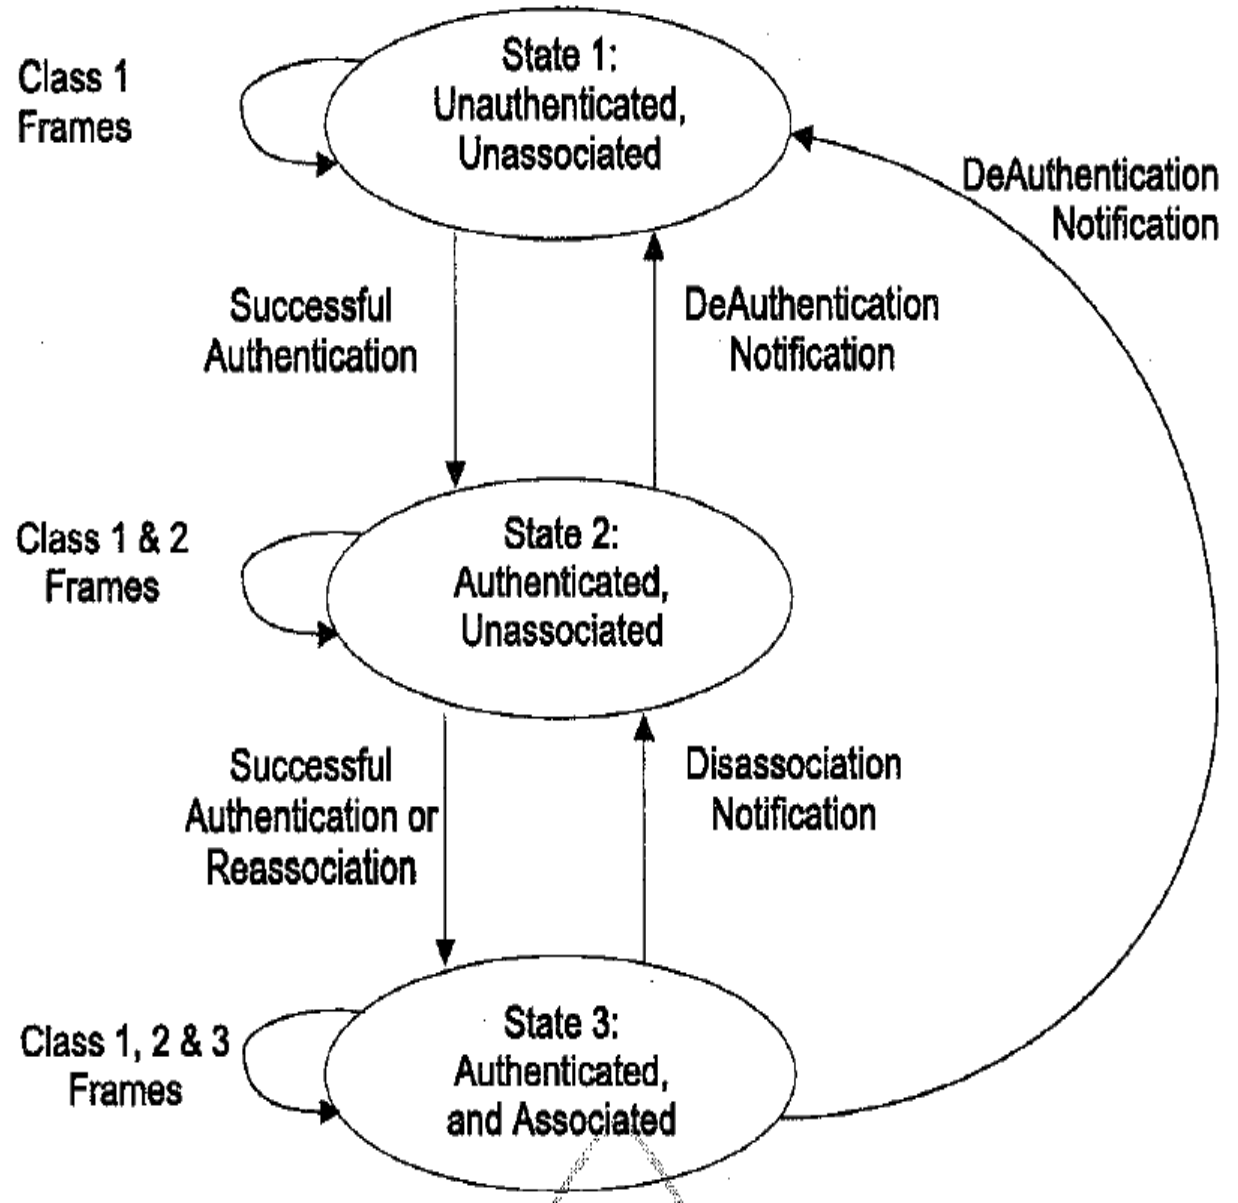 State 1:
Unauthenticated,
Unassociated
Class 1
Frames
DeAuthentication
Notification
Successful
Authentication
DeAuthentication
Notification
State 2:
Authenticated,
Unassociated
Class 1 & 2
Frames
Successful
Authentication or
Reassociation
Disassociation
Notification
State 3:
Authenticated,
and Associated
Class 1, 2 & 3
Frames